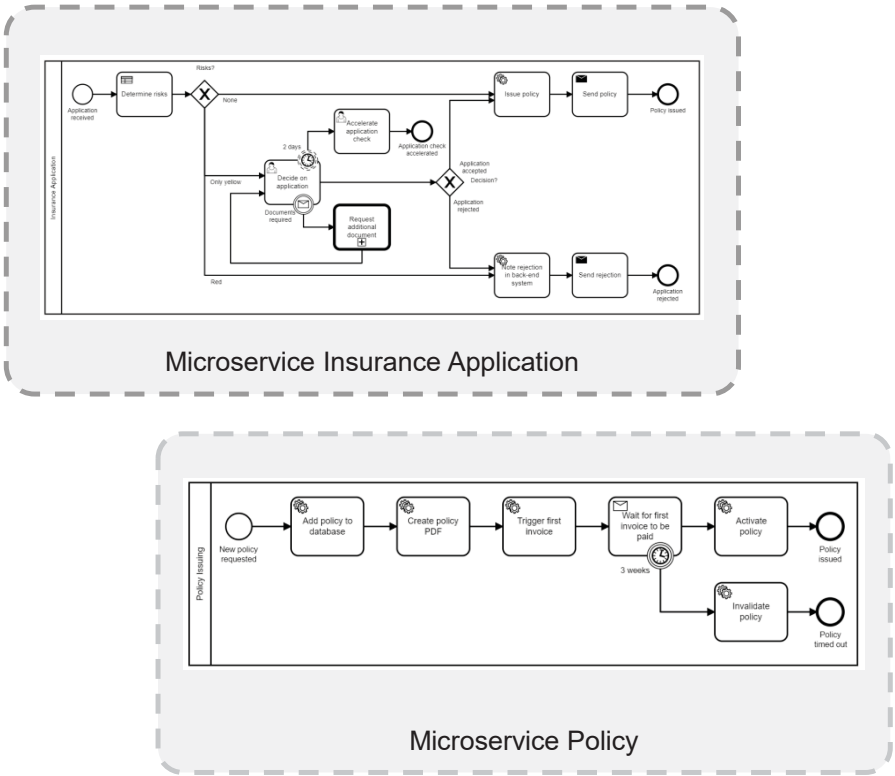 Risks?
Insurance Application
Application
received
Determine risks
None
2 days
Accelerate
application
check
Application check
accelerated
Issue policy
Send policy
Policy issued
Only yellow
Decide on
application
Documents
required
Request
additional
document
Application
accepted
Decision?
Application
rejected
Red
Note rejection
in back-end
system
Send rejection
Application
rejected
Microservice Insurance Application
Policy Issuing
New policy
requested
Add policy to
database
Create policy
PDF
Trigger first
invoice
Wait for first
invoice to be
paid
3 weeks
Activate
policy
Policy
issued
Invalidate
policy
Policy
timed out
Microservice Policy